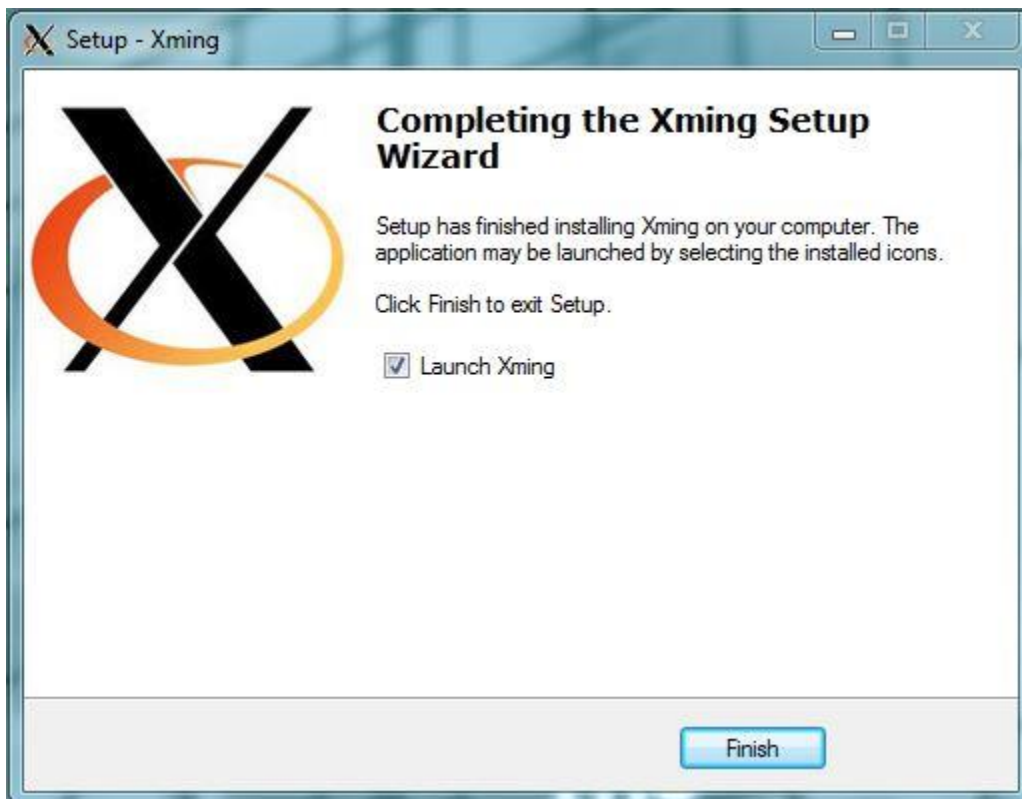 Setup - Xming
Completing the Xming Setup
Wizard
Setup has finished installing Xming on your computer. The
application may be launched by selecting the installed icons.
Click Finish to exit Setup.
Launch Xming
Finish